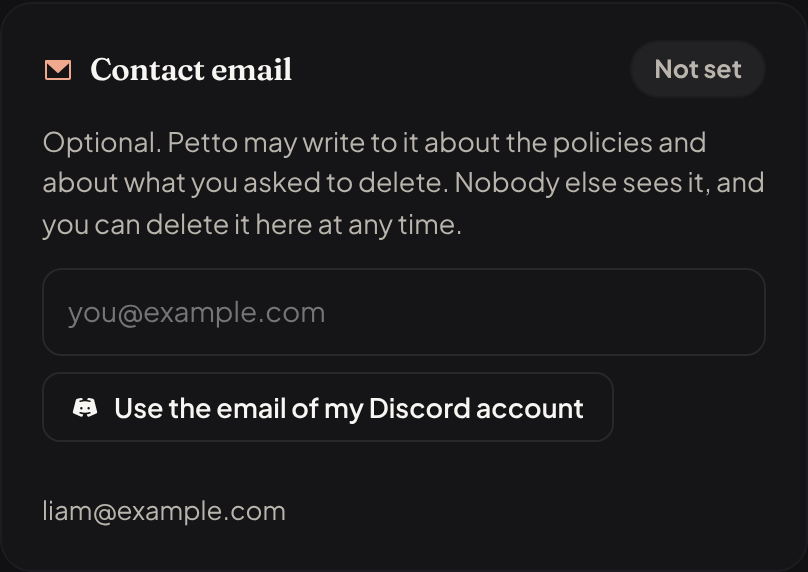 Contact email
Not set
Optional. Petto may write to it about the policies and
about what you asked to delete. Nobody else sees it, and
you can delete it here at any time.
you@example.com
Use the email of my Discord account
liam@example.com